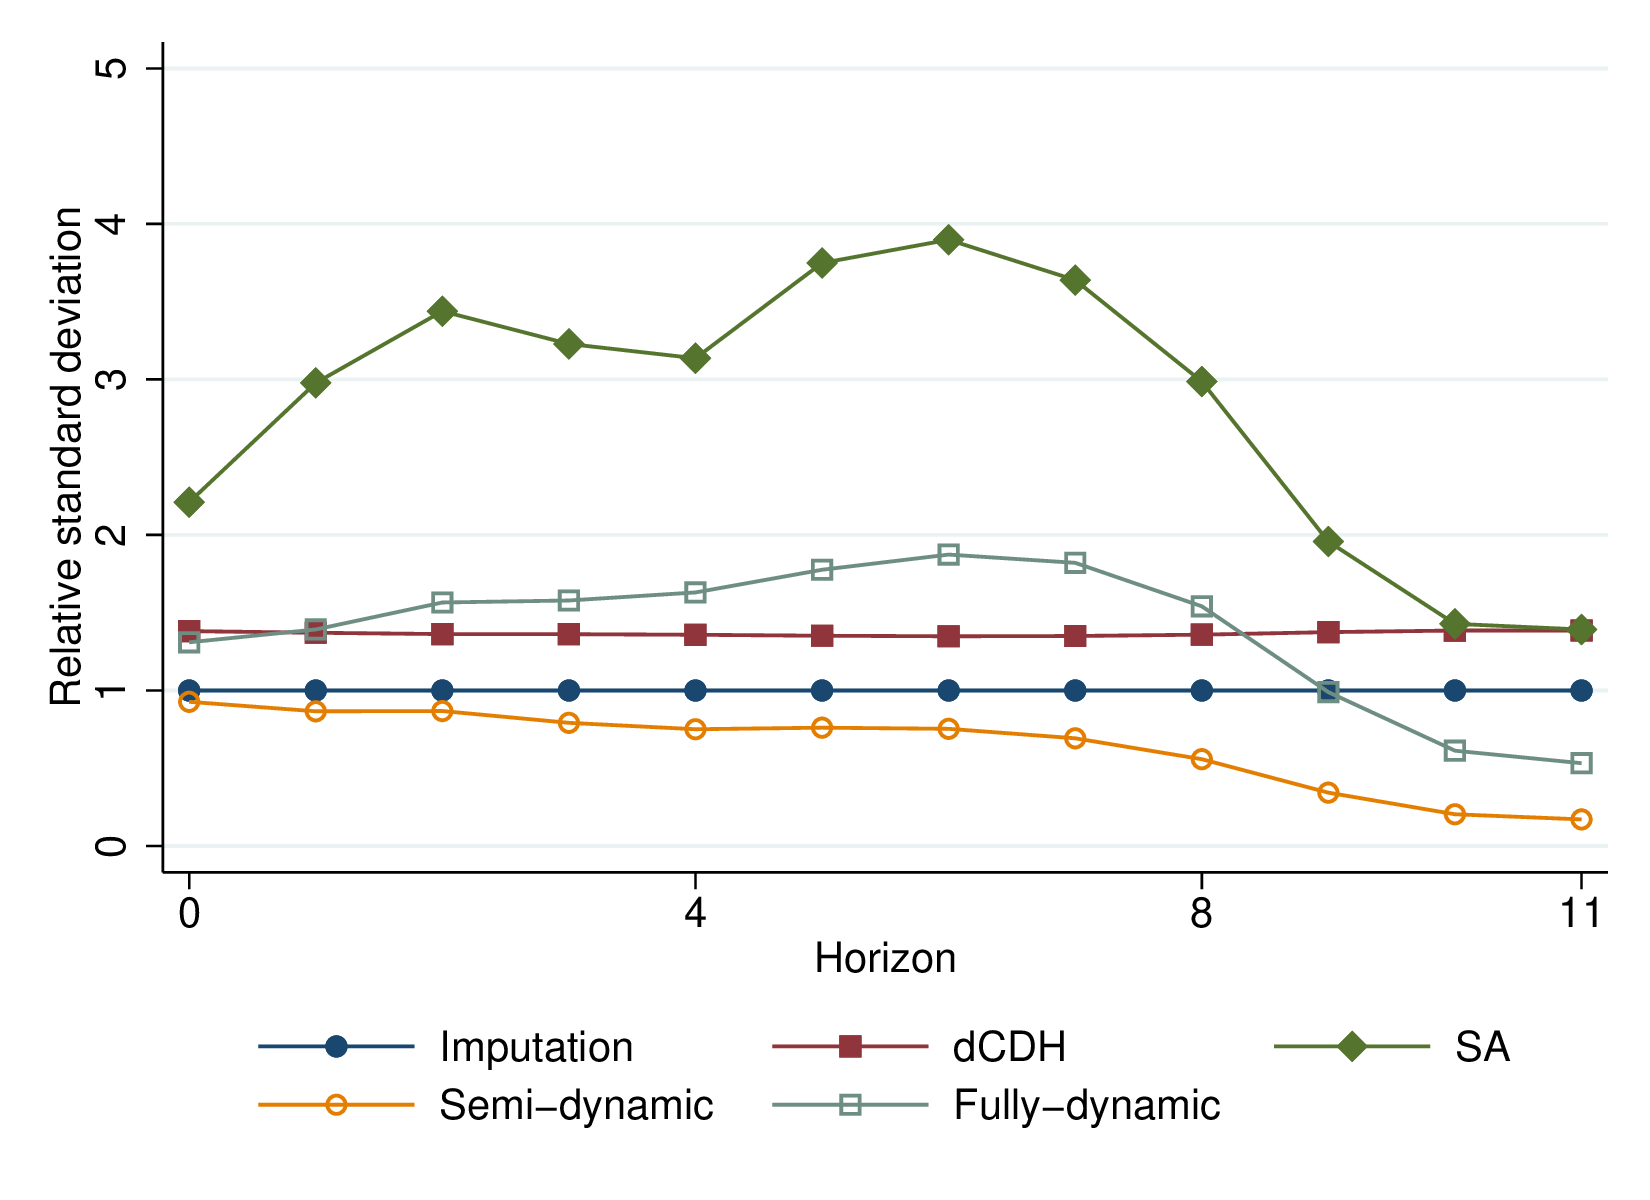 Relative standard deviation
5
4
3
2
1
0
0 4 8 11
Horizon
Imputation dCDH SA
Semi−dynamic Fully−dynamic